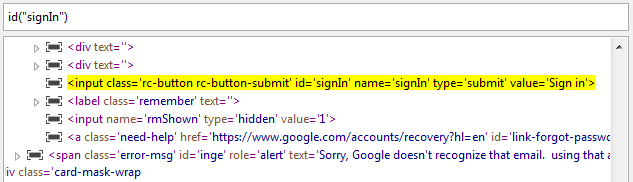 id("signIn")
<div text=''>
<div text=''>
<input class='rc-button rc-button-submit' id='signIn' name='signIn' type='submit' value='Sign in'>
<label class='remember' text=''>
<input name='rmShown' type='hidden' value='1'>
<a class='need-help' href='https://www.google.com/accounts/recovery?hl=en' id='link-forgot-passwo
<span class='error-msg' id='inge' role='alert' text='Sorry, Google doesn't recognize that email.  using that a
iv class='card-mask-wrap